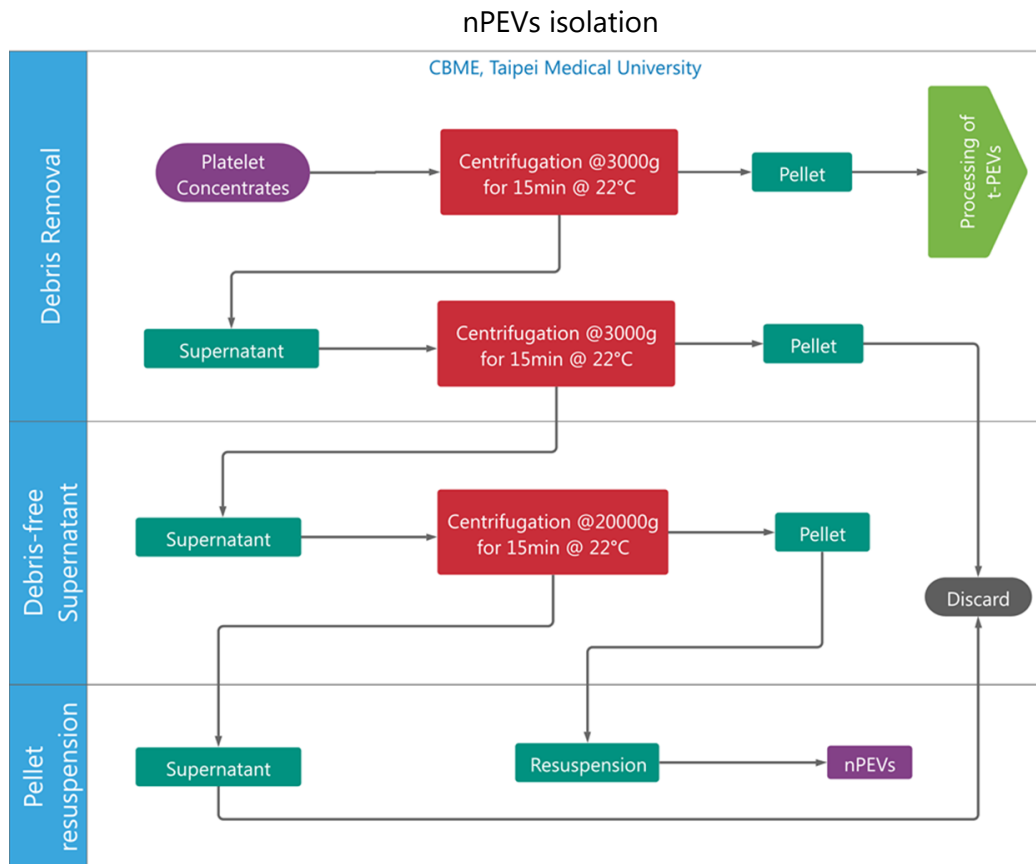 nPEVs isolation
CBME, Taipei Medical University
Debris Removal
Platelet
Concentrates
Centrifugation @3000g
for 15min @ 22°C
Pellet
Processing of
t-PEVs
Supernatant
Centrifugation @3000g
for 15min @ 22°C
Pellet
Debris-free
Supernatant
Supernatant
Centrifugation @20000g
for 15min @ 22°C
Pellet
Discard
Pellet
resuspension
Supernatant
Resuspension
nPEVs